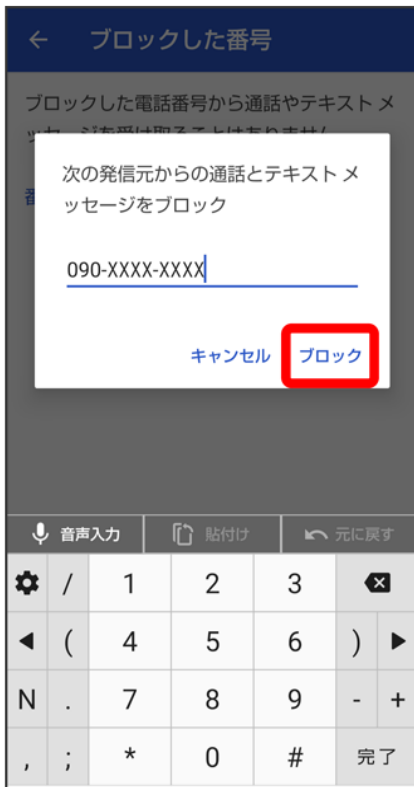 ← ブロックした番号
ブロックした電話番号から通話やテキスト メ
次の発信元からの通話とテキスト メ
ッセージをブロック
090-XXXX-XXXX
キャンセル ブロック
音声入力 貼付け 元に戻す
/ 1 2 3
( 4 5 6 )
N . 7 8 9 - +
, ; * 0 # 完了